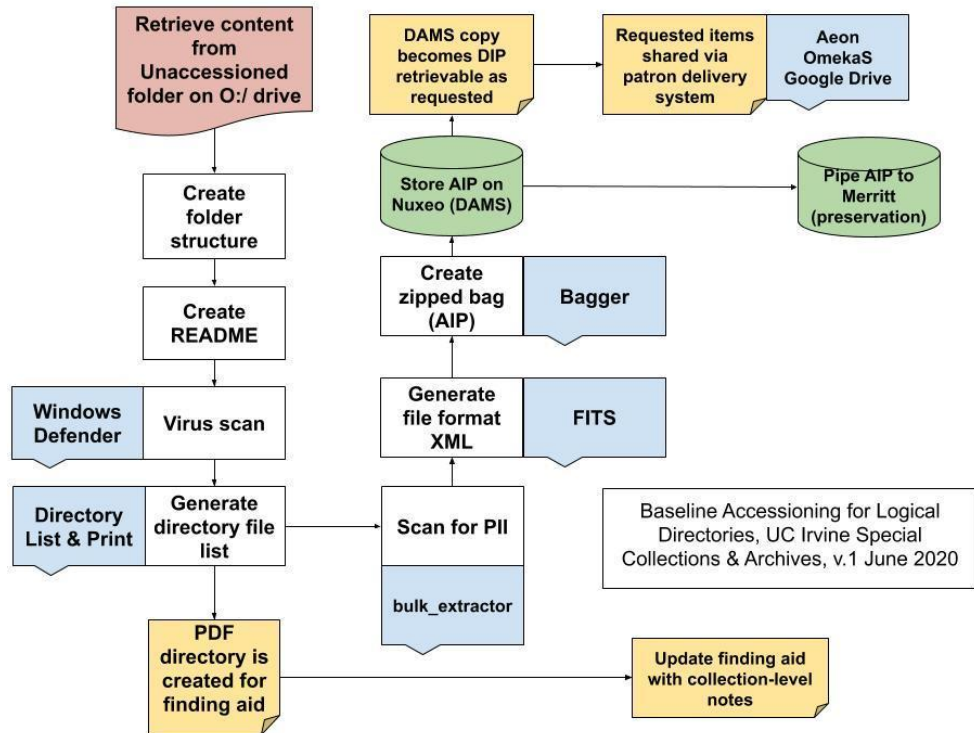 Retrieve content
from
Unaccessioned
folder on O:/ drive
Create
folder
structure
Create
README
Windows
Defender
Virus scan
Directory
List & Print
Generate
directory file
list
PDF
directory is
created for
finding aid
Update finding aid
with collection-level
notes
Scan for PII
bulk_extractor
Generate
file format
XML
FITS
Create
zipped bag
(AIP)
Bagger
Store AIP on
Nuxeo (DAMS)
Pipe AIP to
Merritt
(preservation)
DAMS copy
becomes DIP
retrievable as
requested
Requested items
shared via
patron delivery
system
Aeon
OmekaS
Google Drive
Baseline Accessioning for Logical
Directories, UC Irvine Special
Collections & Archives, v.1 June 2020